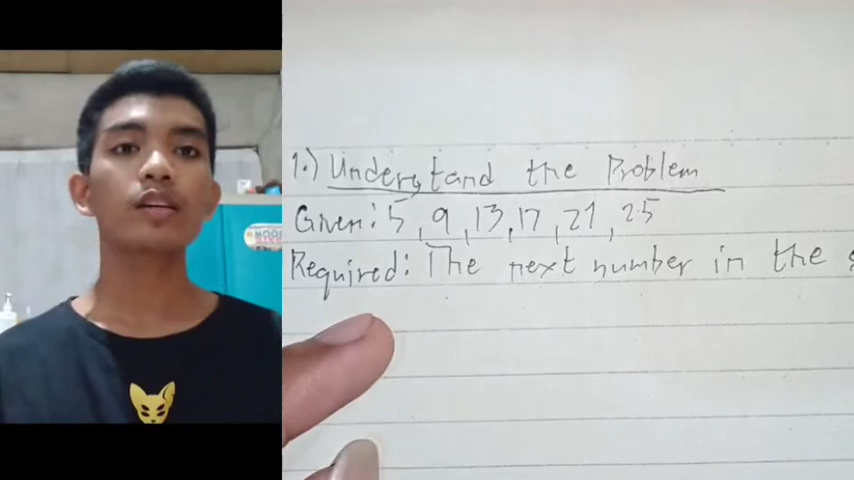 1.) Understand the Problem
Given: 5, 9, 13, 17, 21, 25
Required: The next number in the